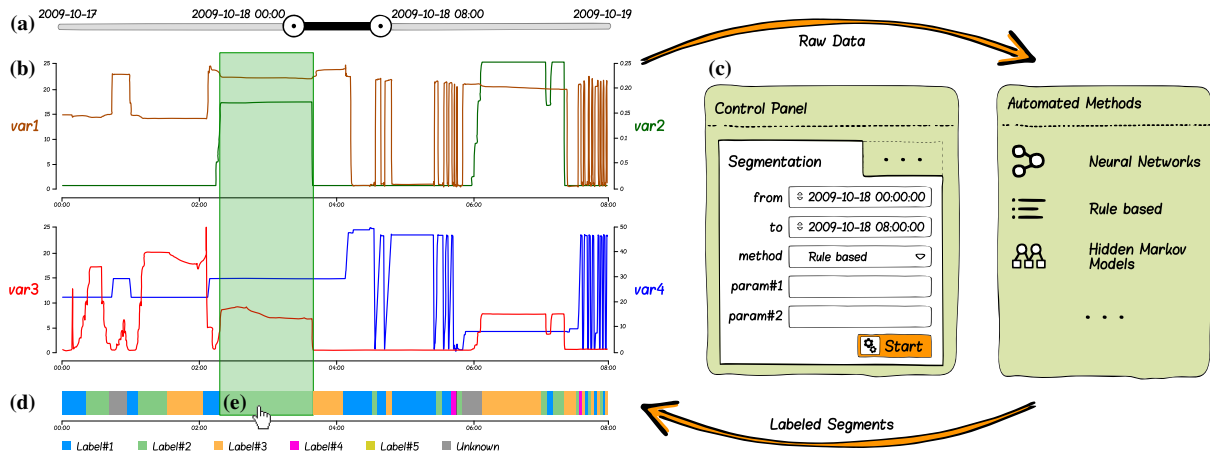 (a)
2009-10-17 2009-10-18 00:00 2009-10-18 08:00 2009-10-19
(b)
var1
25
20
15
10
5
0
0.25
0.20
0.15
0.1
0.5
0
var2
00:00 02:00 04:00 06:00 08:00
var3
25
20
15
10
5
0
50
40
30
20
10
0
var4
00:00 02:00 04:00 06:00 08:00
(d)
(e)
00:00 02:00 04:00 06:00 08:00
Label#1 Label#2 Label#3 Label#4 Label#5 Unknown
Raw Data
(c)
Control Panel
Segmentation
• • •
from 2009-10-18 00:00:00
to 2009-10-18 08:00:00
method Rule based
param#1
param#2
Start
Automated Methods
Neural Networks
Rule based
Hidden Markov
Models
• • •
Labeled Segments